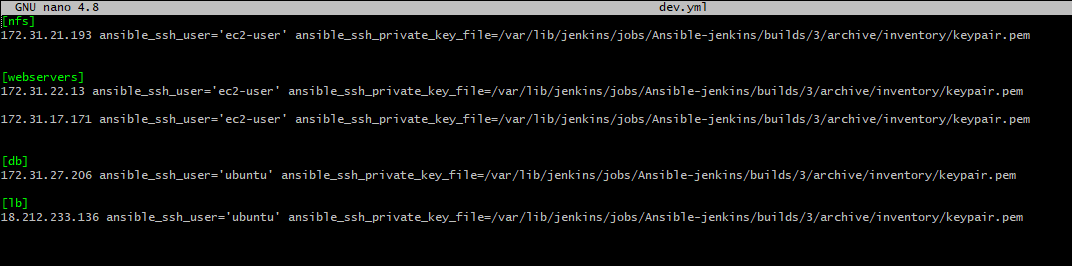 GNU nano 4.8 dev.yml
[nfs]
172.31.21.193 ansible_ssh_user='ec2-user' ansible_ssh_private_key_file=/var/lib/jenkins/jobs/Ansible-jenkins/builds/3/archive/inventory/keypair.pem
[webservers]
172.31.22.13 ansible_ssh_user='ec2-user' ansible_ssh_private_key_file=/var/lib/jenkins/jobs/Ansible-jenkins/builds/3/archive/inventory/keypair.pem
172.31.17.171 ansible_ssh_user='ec2-user' ansible_ssh_private_key_file=/var/lib/jenkins/jobs/Ansible-jenkins/builds/3/archive/inventory/keypair.pem
[db]
172.31.27.206 ansible_ssh_user='ubuntu' ansible_ssh_private_key_file=/var/lib/jenkins/jobs/Ansible-jenkins/builds/3/archive/inventory/keypair.pem
[lb]
18.212.233.136 ansible_ssh_user='ubuntu' ansible_ssh_private_key_file=/var/lib/jenkins/jobs/Ansible-jenkins/builds/3/archive/inventory/keypair.pem